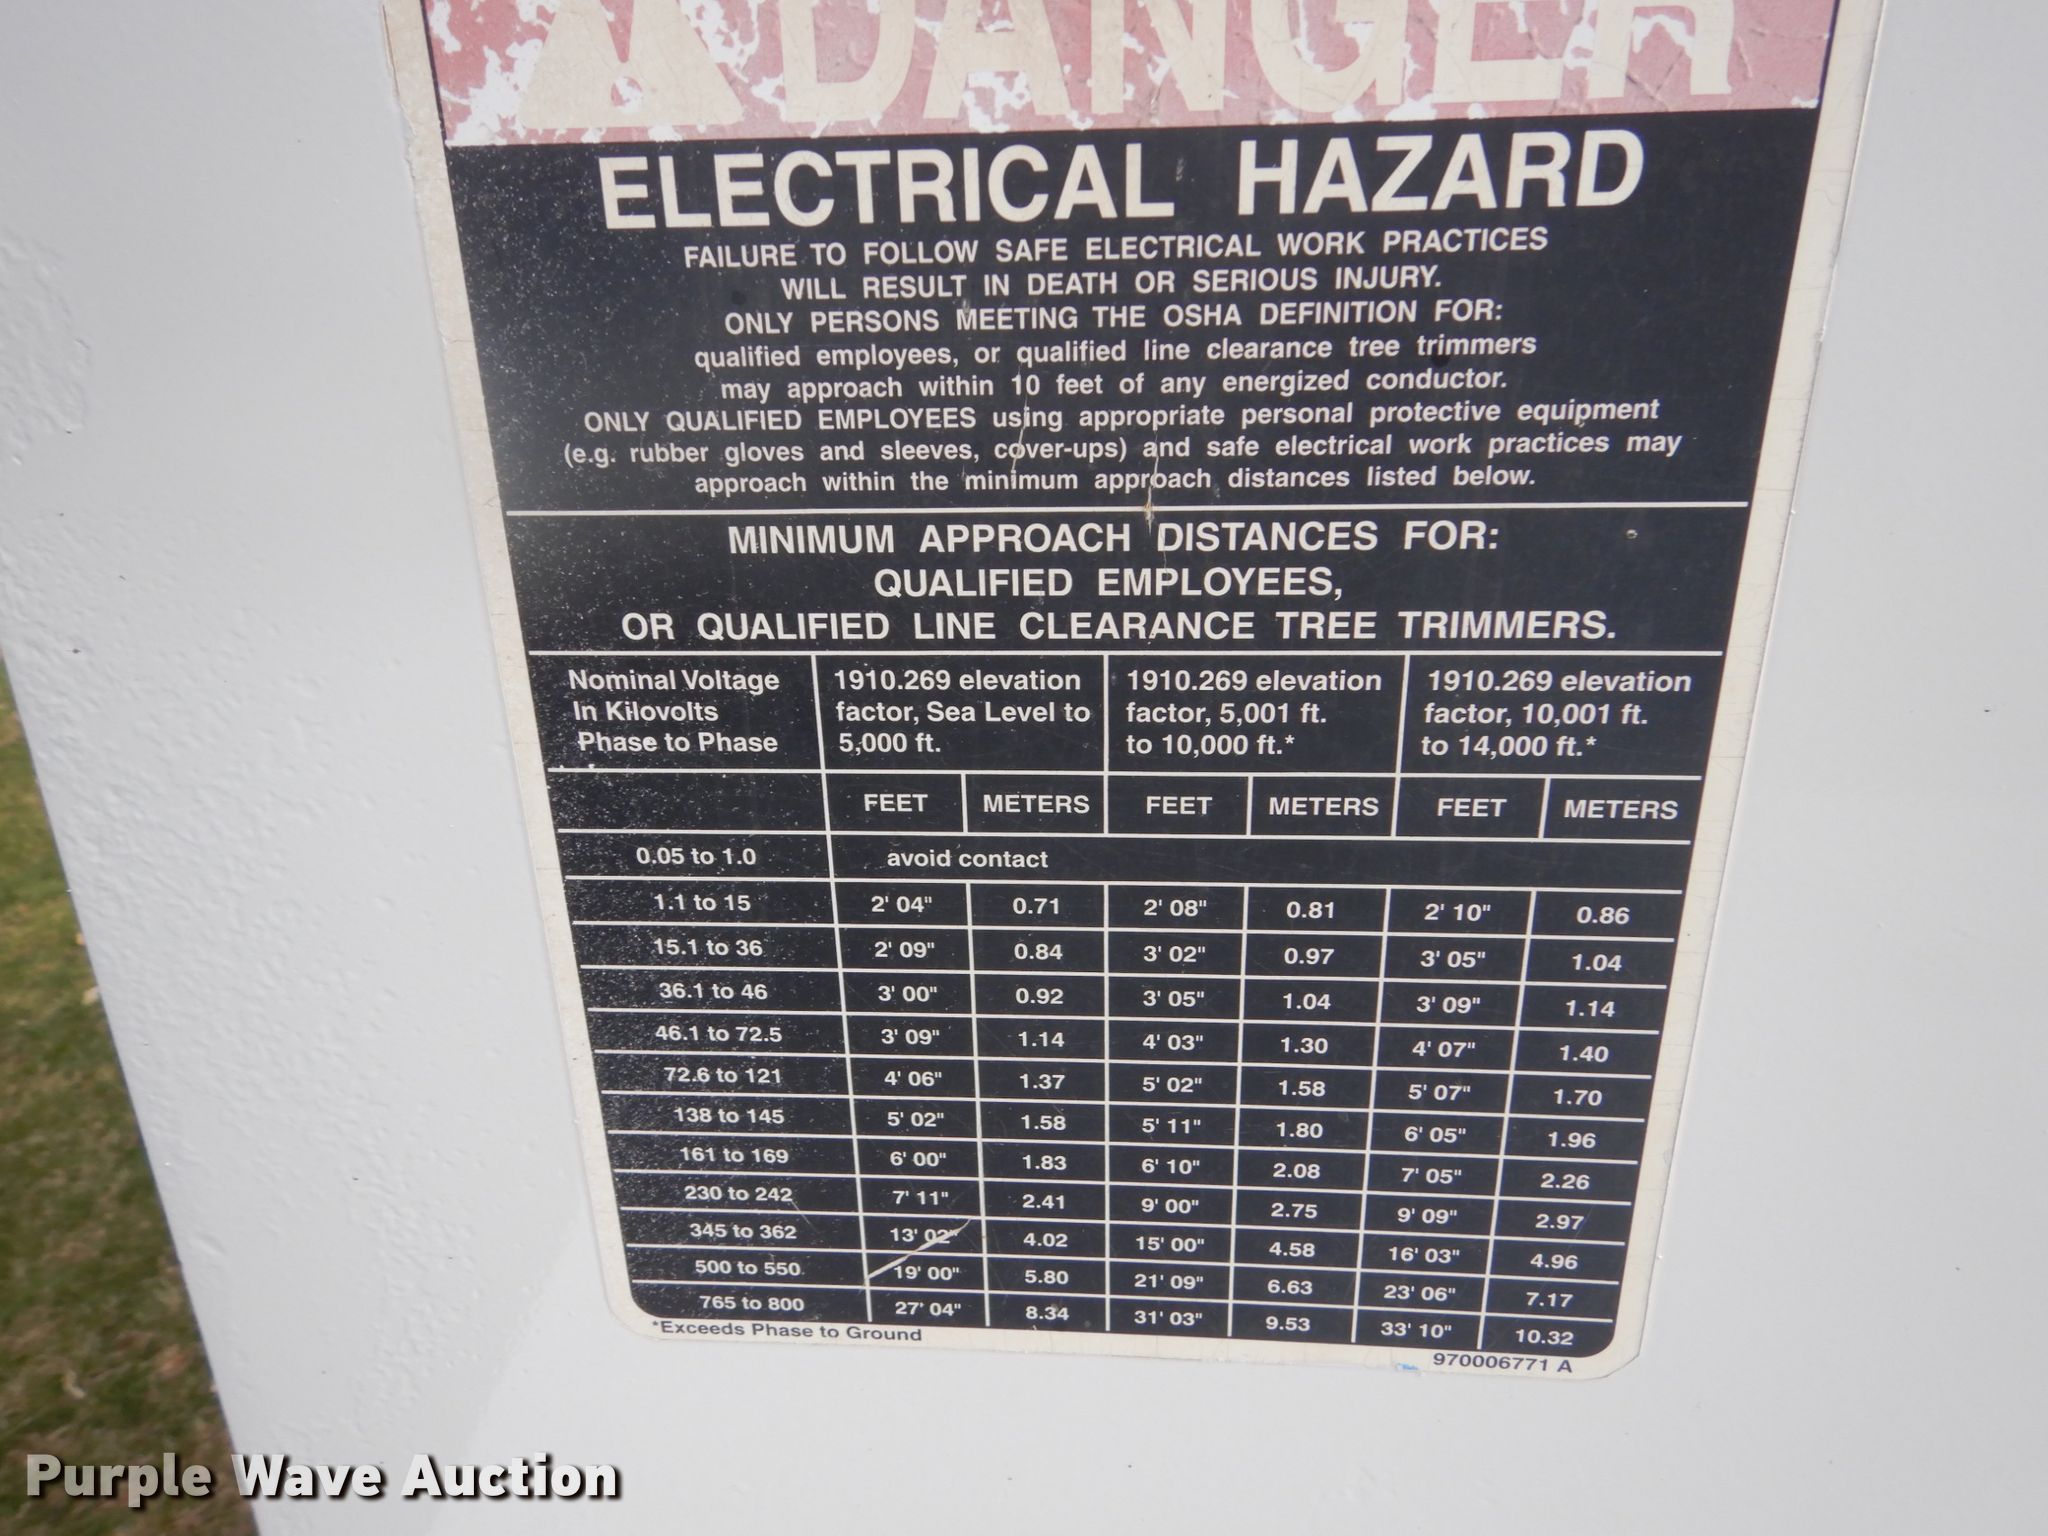 DANGER
ELECTRICAL HAZARD
FAILURE TO FOLLOW SAFE ELECTRICAL WORK PRACTICES
WILL RESULT IN DEATH OR SERIOUS INJURY.
ONLY PERSONS MEETING THE OSHA DEFINITION FOR:
qualified employees, or qualified line clearance tree trimmers
may approach within 10 feet of any energized conductor.
ONLY QUALIFIED EMPLOYEES using appropriate personal protective equipment
(e.g. rubber gloves and sleeves, cover-ups) and safe electrical work practices may
approach within the minimum approach distances listed below.
MINIMUM APPROACH DISTANCES FOR:
QUALIFIED EMPLOYEES,
OR QUALIFIED LINE CLEARANCE TREE TRIMMERS.
Nominal Voltage 1910.269 elevation 1910.269 elevation 1910.269 elevation
In Kilovolts factor, Sea Level to factor, 5,001 ft. factor, 10,001 ft.
Phase to Phase 5,000 ft. to 10,000 ft.* to 14,000 ft.*
FEET METERS FEET METERS FEET METERS
0.05 to 1.0 avoid contact
1.1 to 15 2' 04" 0.71 2' 08" 0.81 2' 10" 0.86
15.1 to 36 2' 09" 0.84 3' 02" 0.97 3' 05" 1.04
36.1 to 46 3' 00" 0.92 3' 05" 1.04 3' 09" 1.14
46.1 to 72.5 3' 09" 1.14 4' 03" 1.30 4' 07" 1.40
72.6 to 121 4' 06" 1.37 5' 02" 1.58 5' 07" 1.70
138 to 145 5' 02" 1.58 5' 11" 1.80 6' 05" 1.96
161 to 169 6' 00" 1.83 6' 10" 2.08 7' 05" 2.26
230 to 242 7' 11" 2.41 9' 00" 2.75 9' 09" 2.97
345 to 362 13' 02" 4.02 15' 00" 4.58 16' 03" 4.96
500 to 550 19' 00" 5.80 21' 09" 6.63 23' 06" 7.17
765 to 800 27' 04" 8.34 31' 03" 9.53 33' 10" 10.32
*Exceeds Phase to Ground
970006771 A
Purple Wave Auction